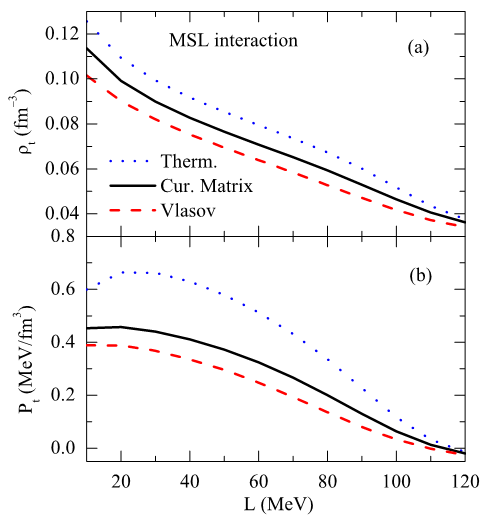 0.12
MSL interaction
(a)
0.10
ρt (fm⁻³)
0.08
Therm.
0.06
Cur. Matrix
Vlasov
0.04
0.8
(b)
0.6
Pt (MeV/fm³)
0.4
0.2
0.0
20 40 60 80 100 120
L (MeV)